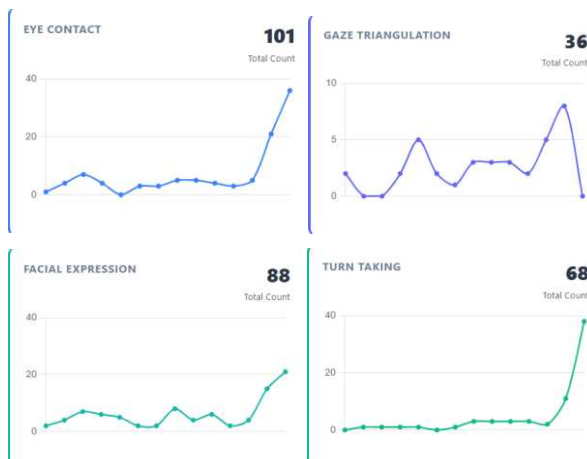 EYE CONTACT
101
Total Count
40
20
0
GAZE TRIANGULATION
36
Total Count
10
5
0
FACIAL EXPRESSION
88
Total Count
40
20
0
TURN TAKING
68
Total Count
40
20
0